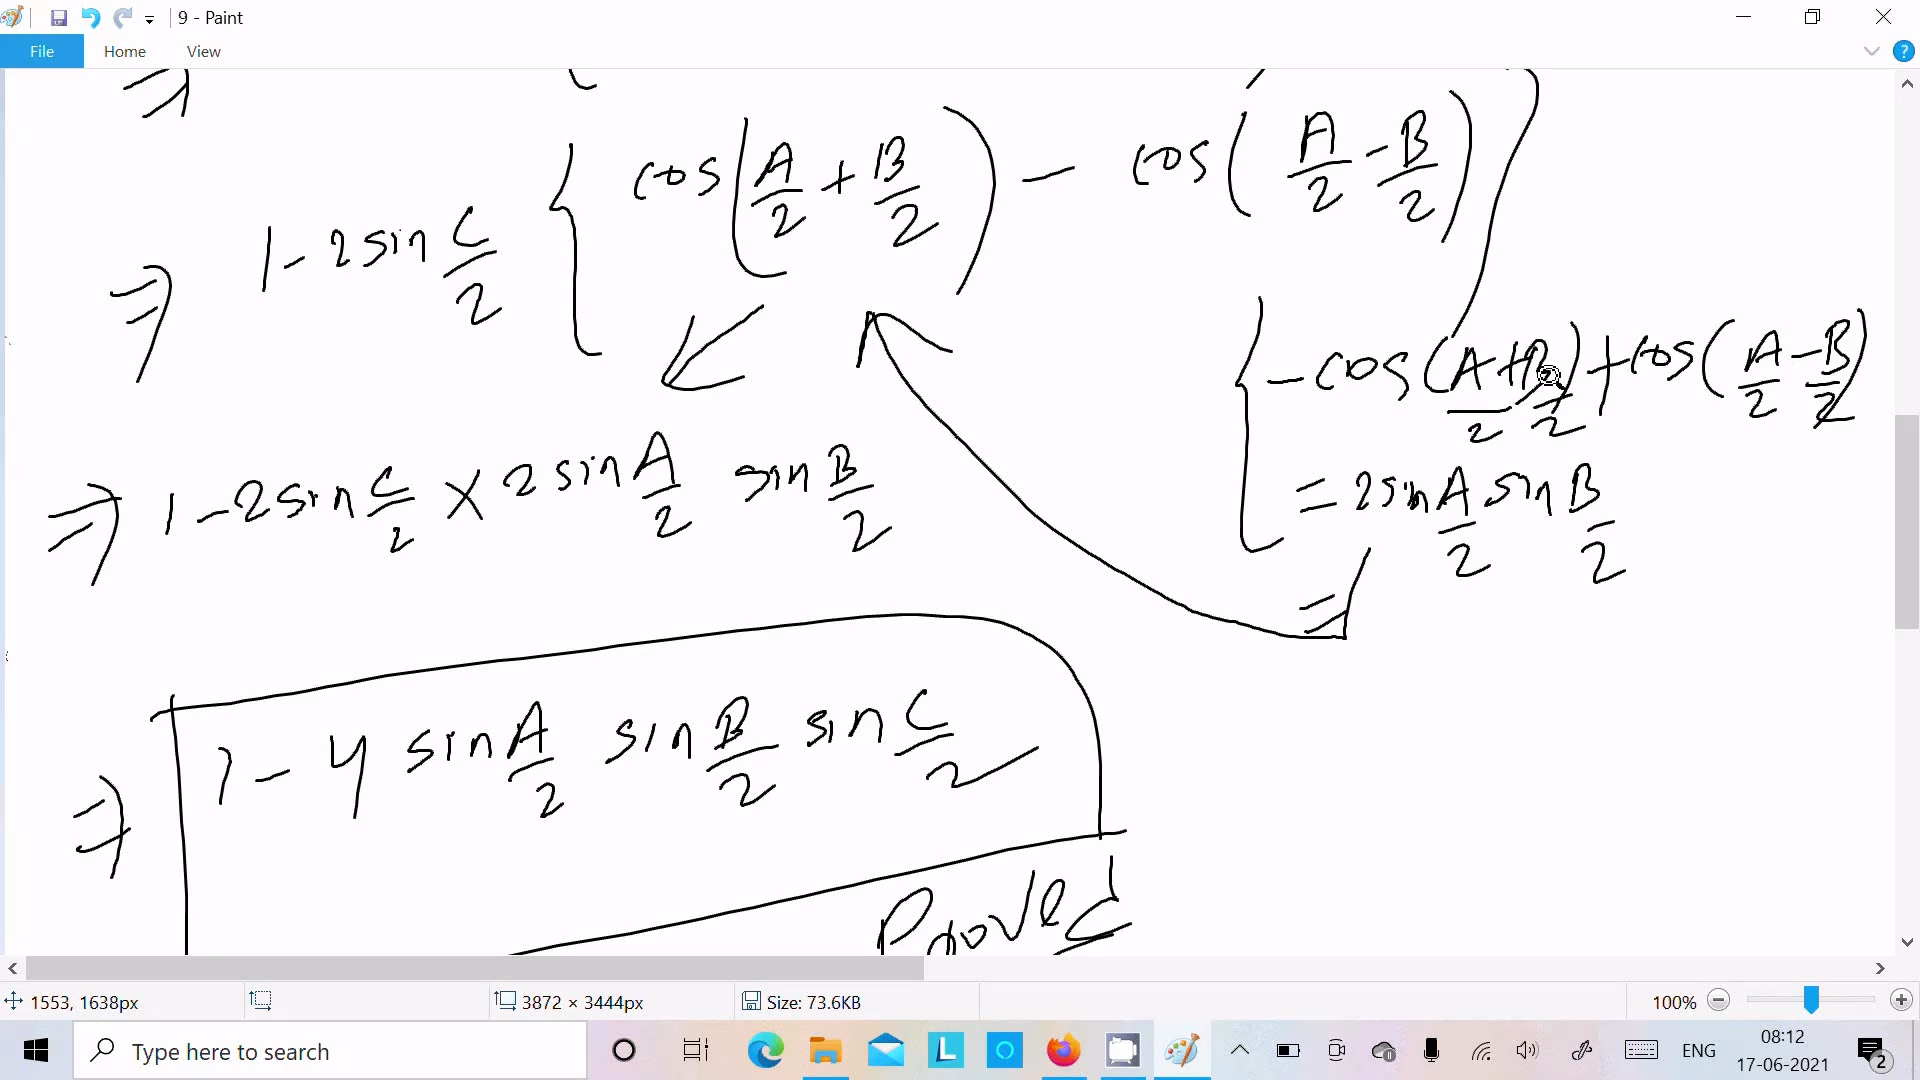 9 - Paint
File Home View
⇒
⇒ 1 - 2 sin C/2 { cos(A/2 + B/2) - cos(A/2 - B/2)
{ - cos(A/2 + B/2) + cos(A/2 - B/2)
= 2 sin A/2 sin B/2
⇒ 1 - 2 sin C/2 × 2 sin A/2 sin B/2
⇒ 1 - 4 sin A/2 sin B/2 sin C/2
Proved
1553, 1638px 3872 × 3444px Size: 73.6KB 100%
Type here to search ENG 08:12
17-06-2021 2